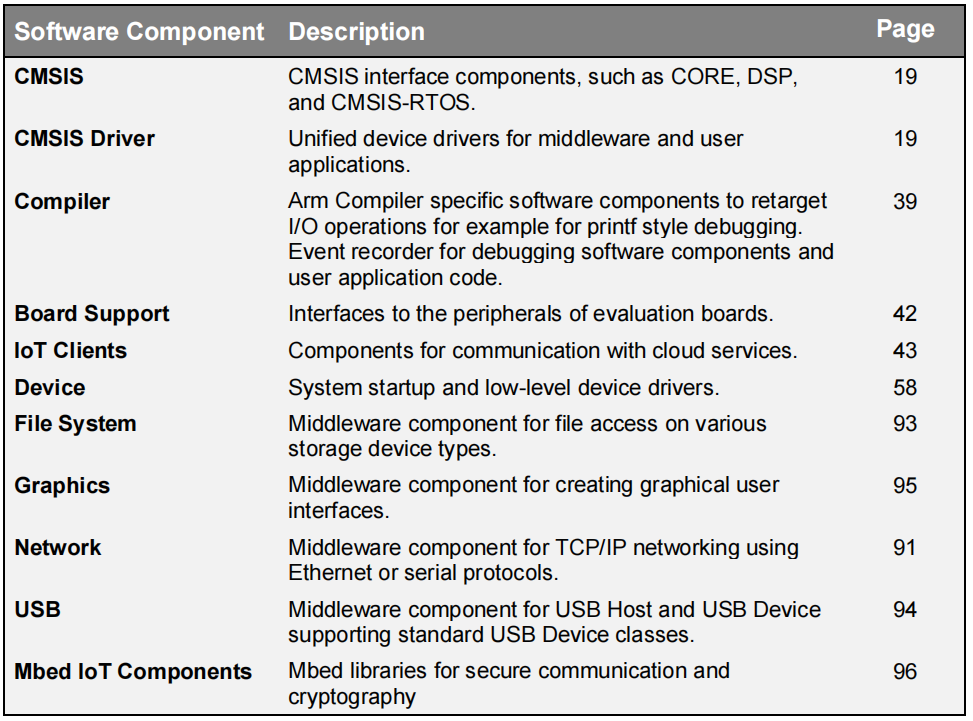 Software Component Description Page
CMSIS CMSIS interface components, such as CORE, DSP, 19
and CMSIS-RTOS.
CMSIS Driver Unified device drivers for middleware and user 19
applications.
Compiler Arm Compiler specific software components to retarget 39
I/O operations for example for printf style debugging.
Event recorder for debugging software components and
user application code.
Board Support Interfaces to the peripherals of evaluation boards. 42
IoT Clients Components for communication with cloud services. 43
Device System startup and low-level device drivers. 58
File System Middleware component for file access on various 93
storage device types.
Graphics Middleware component for creating graphical user 95
interfaces.
Network Middleware component for TCP/IP networking using 91
Ethernet or serial protocols.
USB Middleware component for USB Host and USB Device 94
supporting standard USB Device classes.
Mbed IoT Components Mbed libraries for secure communication and 96
cryptography